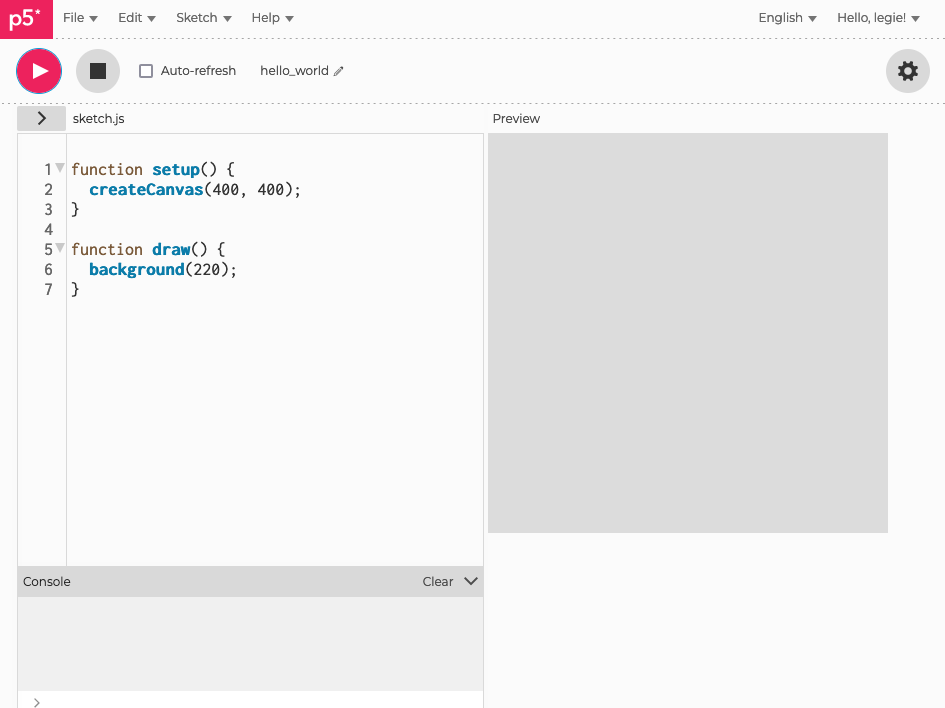 p5*
File Edit Sketch Help English Hello, legie!
Auto-refresh hello_world
sketch.js
Preview
1 function setup() {
2   createCanvas(400, 400);
3 }
4
5 function draw() {
6   background(220);
7 }
Console Clear
>